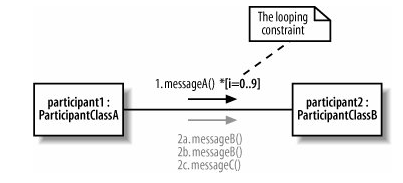 The looping
constraint
1. messageA() *[i=0..9]
participant1 :
ParticipantClassA
participant2 :
ParticipantClassB
2a. messageB()
2b. messageB()
2c. messageC()